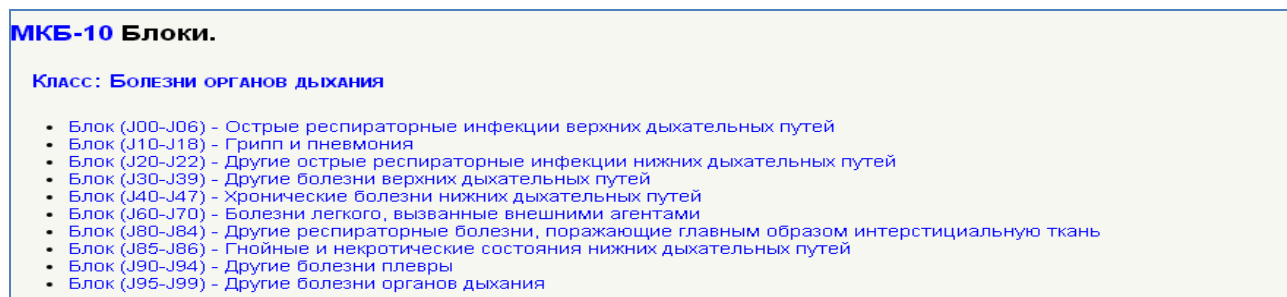 МКБ-10 Блоки.
Класс: Болезни органов дыхания
• Блок (J00-J06) - Острые респираторные инфекции верхних дыхательных путей
• Блок (J10-J18) - Грипп и пневмония
• Блок (J20-J22) - Другие острые респираторные инфекции нижних дыхательных путей
• Блок (J30-J39) - Другие болезни верхних дыхательных путей
• Блок (J40-J47) - Хронические болезни нижних дыхательных путей
• Блок (J60-J70) - Болезни легкого, вызванные внешними агентами
• Блок (J80-J84) - Другие респираторные болезни, поражающие главным образом интерстициальную ткань
• Блок (J85-J86) - Гнойные и некротические состояния нижних дыхательных путей
• Блок (J90-J94) - Другие болезни плевры
• Блок (J95-J99) - Другие болезни органов дыхания